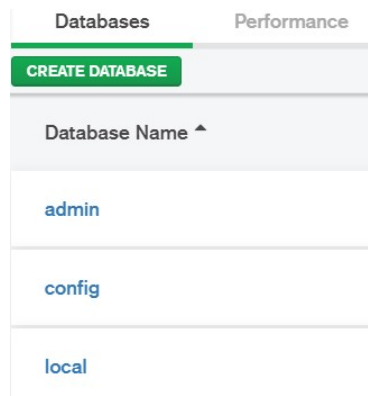 Databases Performance
CREATE DATABASE
Database Name
admin
config
local